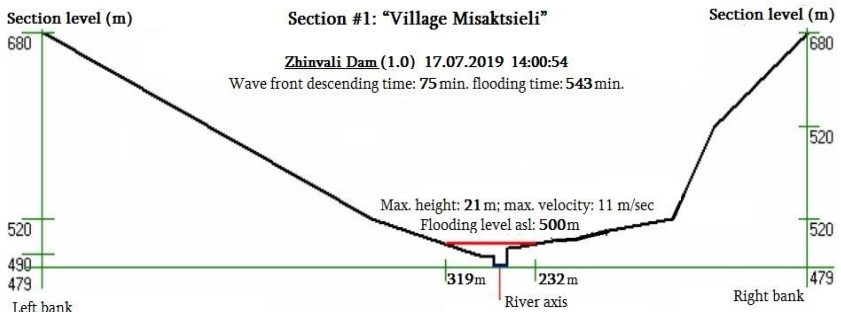 Section #1: “Village Misaktsieli”
Section level (m)
Section level (m)
680
680
Zhinvali Dam (1.0) 17.07.2019 14:00:54
Wave front descending time: 75 min. flooding time: 543 min.
520
Max. height: 21 m; max. velocity: 11 m/sec
Flooding level asl: 500m
520
520
490
479
479
319m
232m
River axis
Left bank
Right bank